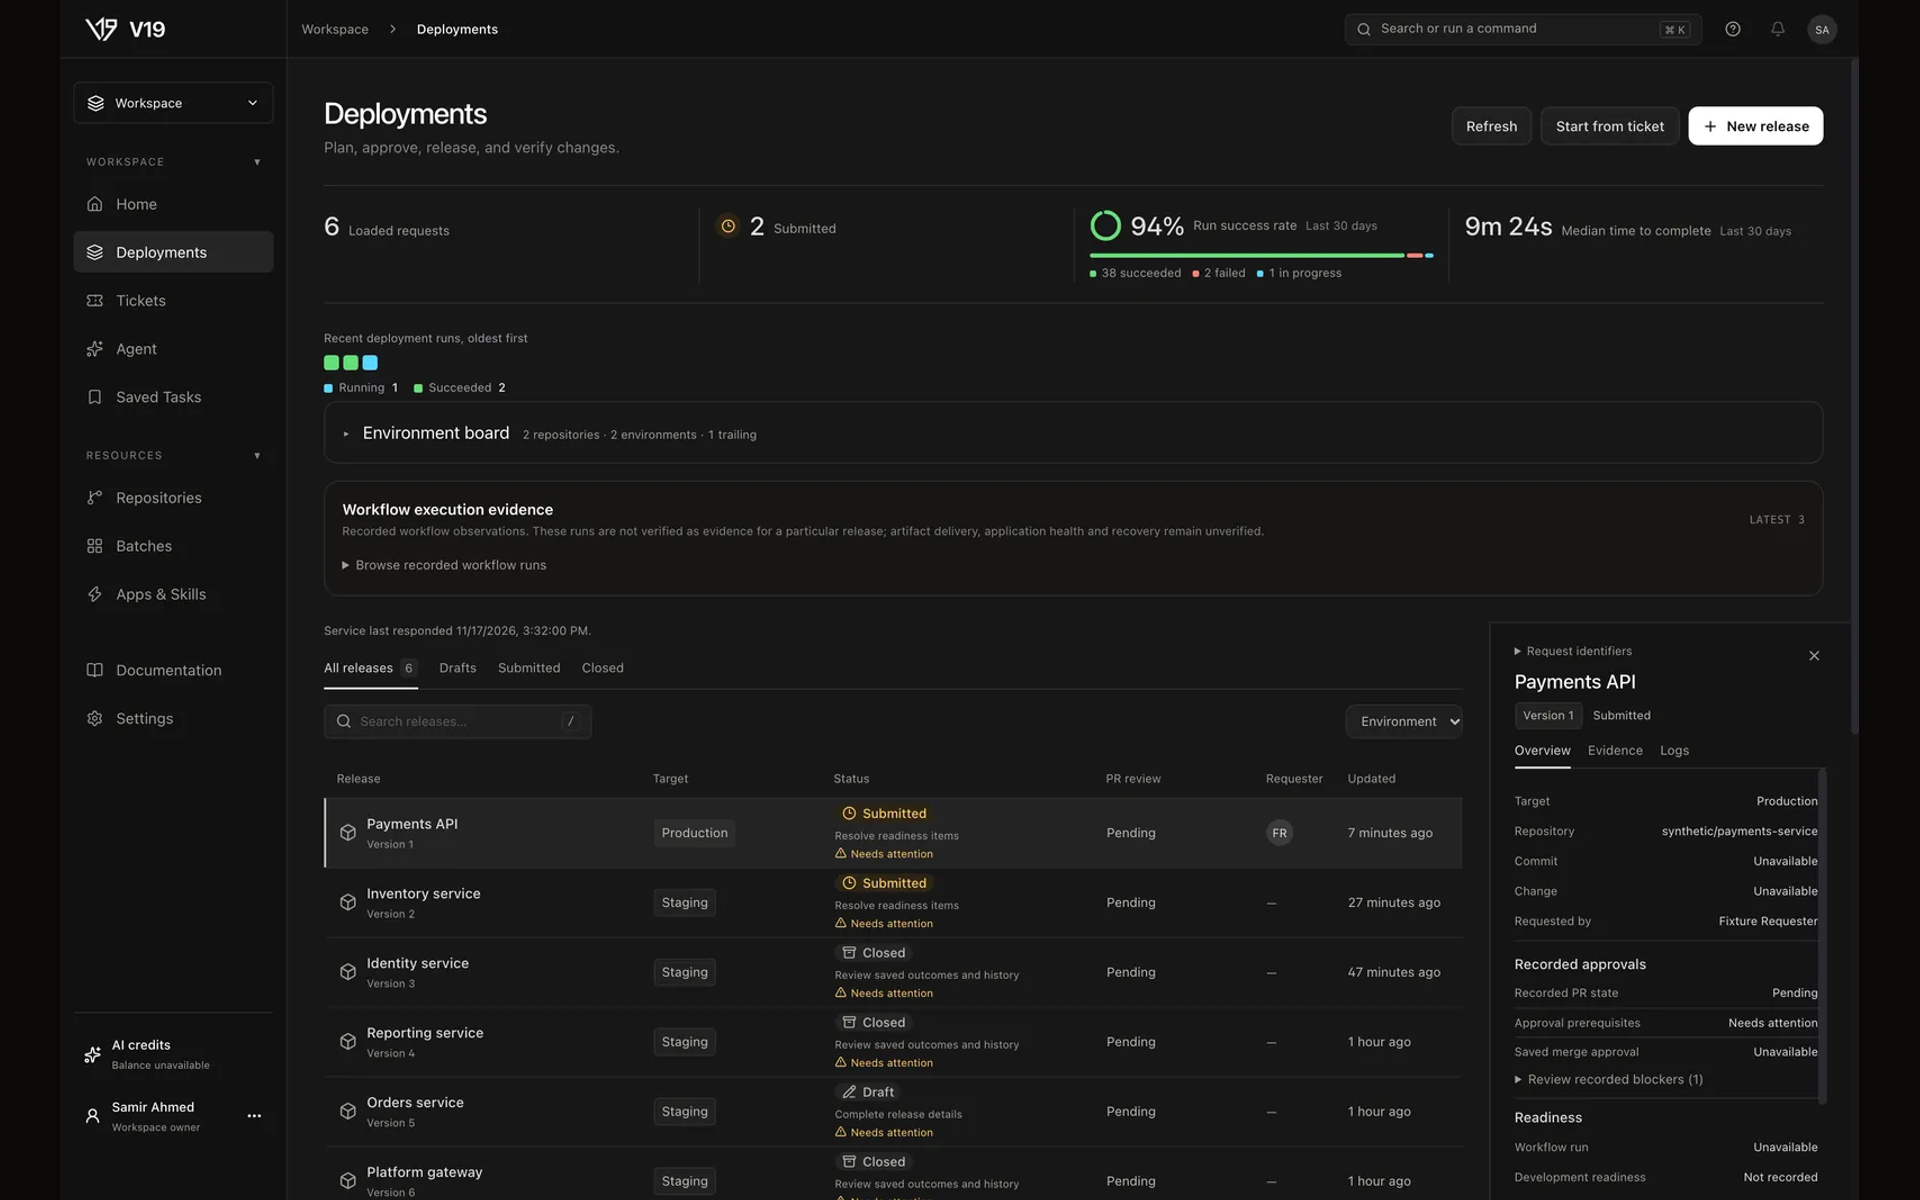 V19
Workspace > Deployments
Search or run a command ⌘ K
SA
Workspace
WORKSPACE
Home
Deployments
Tickets
Agent
Saved Tasks
RESOURCES
Repositories
Batches
Apps & Skills
Documentation
Settings
AI credits
Balance unavailable
Samir Ahmed
Workspace owner
Deployments
Plan, approve, release, and verify changes.
Refresh
Start from ticket
+ New release
6 Loaded requests
2 Submitted
94% Run success rate Last 30 days
38 succeeded 2 failed 1 in progress
9m 24s Median time to complete Last 30 days
Recent deployment runs, oldest first
Running 1 Succeeded 2
Environment board 2 repositories · 2 environments · 1 trailing
Workflow execution evidence
Recorded workflow observations. These runs are not verified as evidence for a particular release; artifact delivery, application health and recovery remain unverified.
LATEST 3
Browse recorded workflow runs
Service last responded 11/17/2026, 3:32:00 PM.
All releases 6 Drafts Submitted Closed
Search releases... /
Environment
Release Target Status PR review Requester Updated
Payments API
Version 1
Production
Submitted
Resolve readiness items
Needs attention
Pending
FR
7 minutes ago
Inventory service
Version 2
Staging
Submitted
Resolve readiness items
Needs attention
Pending
—
27 minutes ago
Identity service
Version 3
Staging
Closed
Review saved outcomes and history
Needs attention
Pending
—
47 minutes ago
Reporting service
Version 4
Staging
Closed
Review saved outcomes and history
Needs attention
Pending
—
1 hour ago
Orders service
Version 5
Staging
Draft
Complete release details
Needs attention
Pending
—
1 hour ago
Platform gateway
Version 6
Staging
Closed
Review saved outcomes and history
Pending
—
1 hour ago
Request identifiers
Payments API
Version 1 Submitted
Overview Evidence Logs
Target Production
Repository synthetic/payments-service
Commit Unavailable
Change Unavailable
Requested by Fixture Requester
Recorded approvals
Recorded PR state Pending
Approval prerequisites Needs attention
Saved merge approval Unavailable
Review recorded blockers (1)
Readiness
Workflow run Unavailable
Development readiness Not recorded